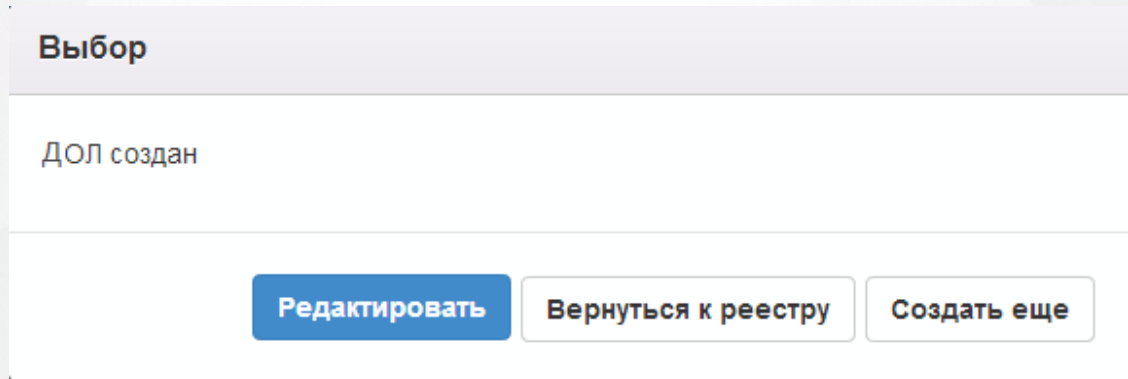 Выбор
ДОЛ создан
Редактировать Вернуться к реестру Создать еще